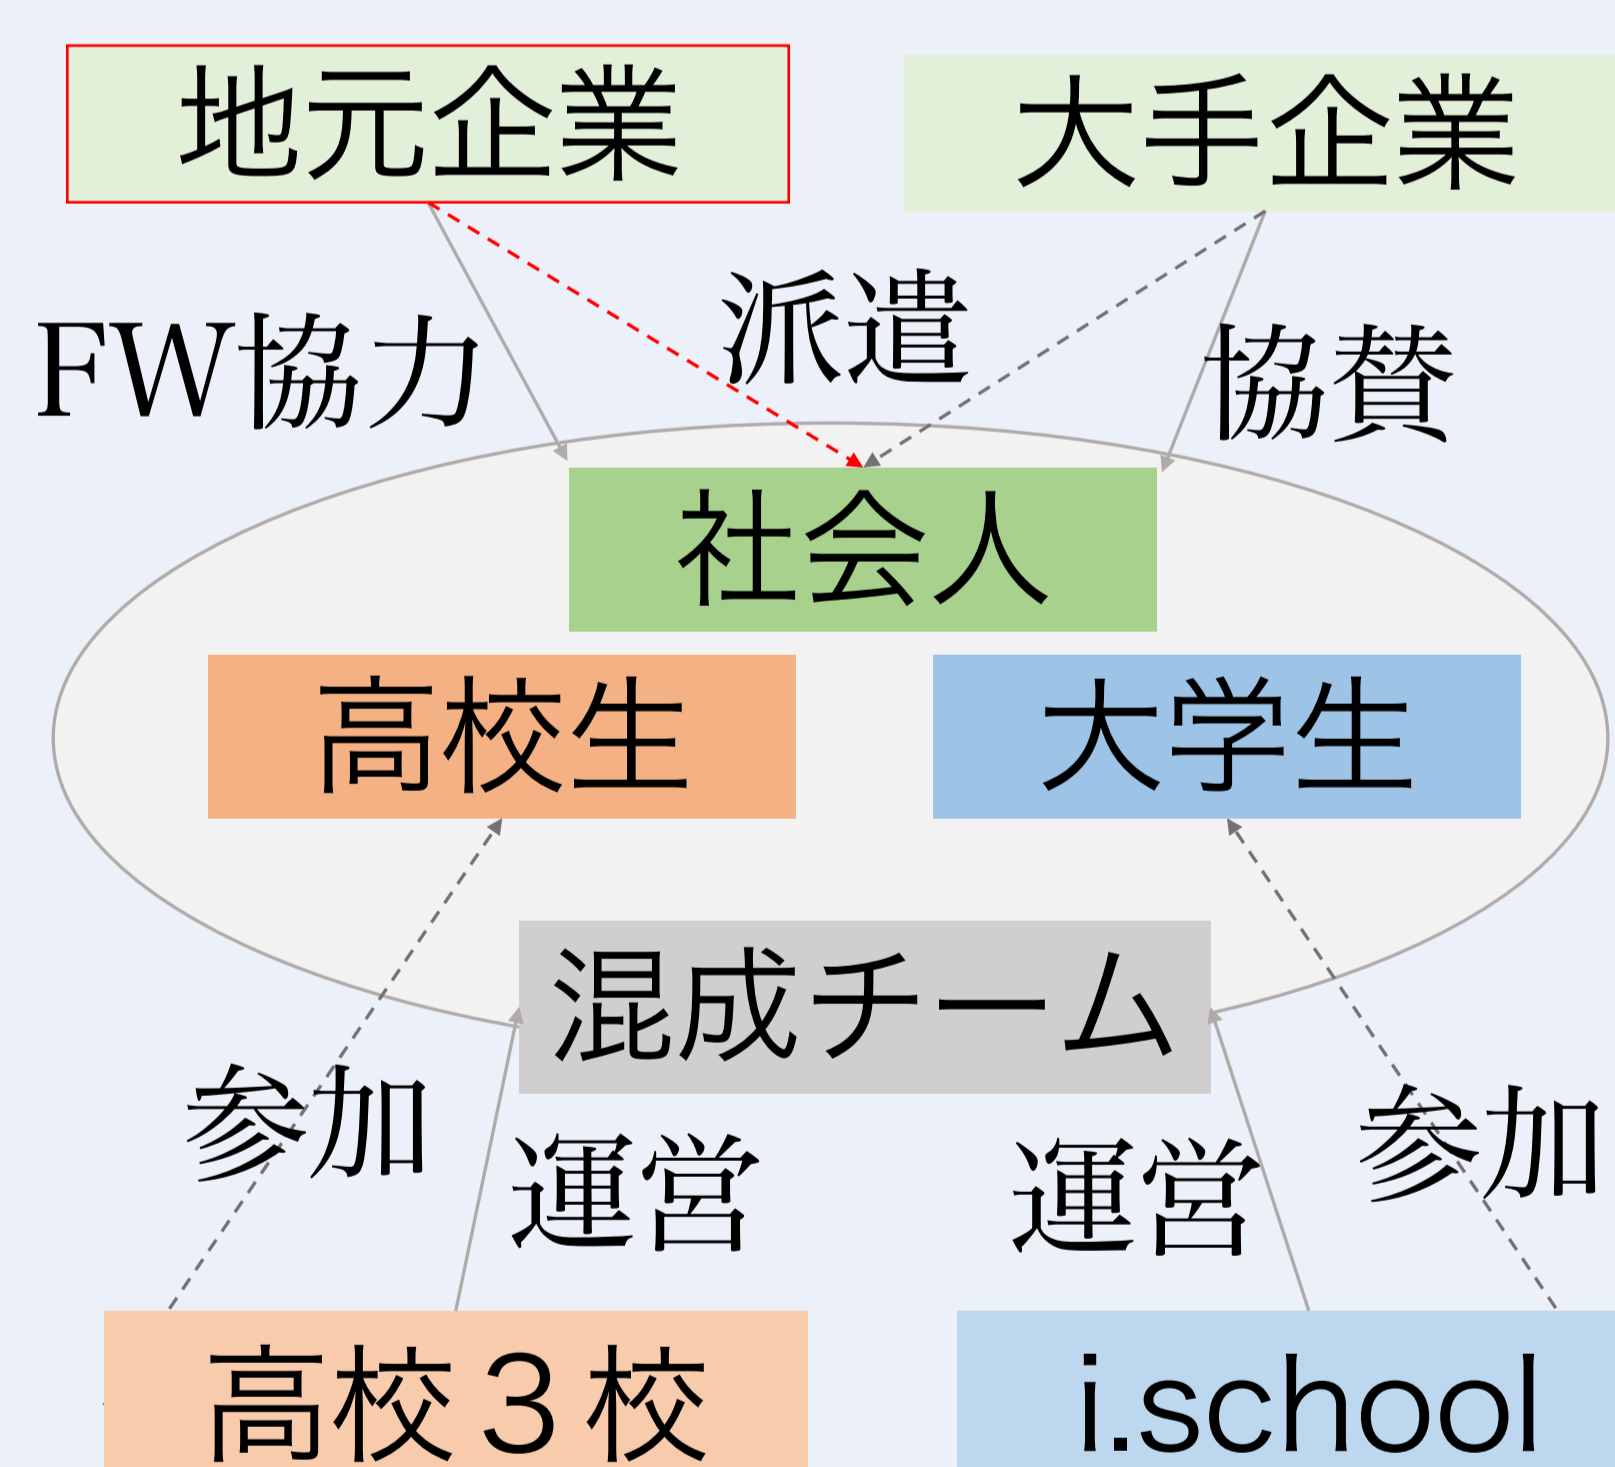 地元企業
大手企業
派遣
FW協力
協賛
社会人
高校生
大学生
混成チーム
参加
運営
運営
参加
高校３校
i.school